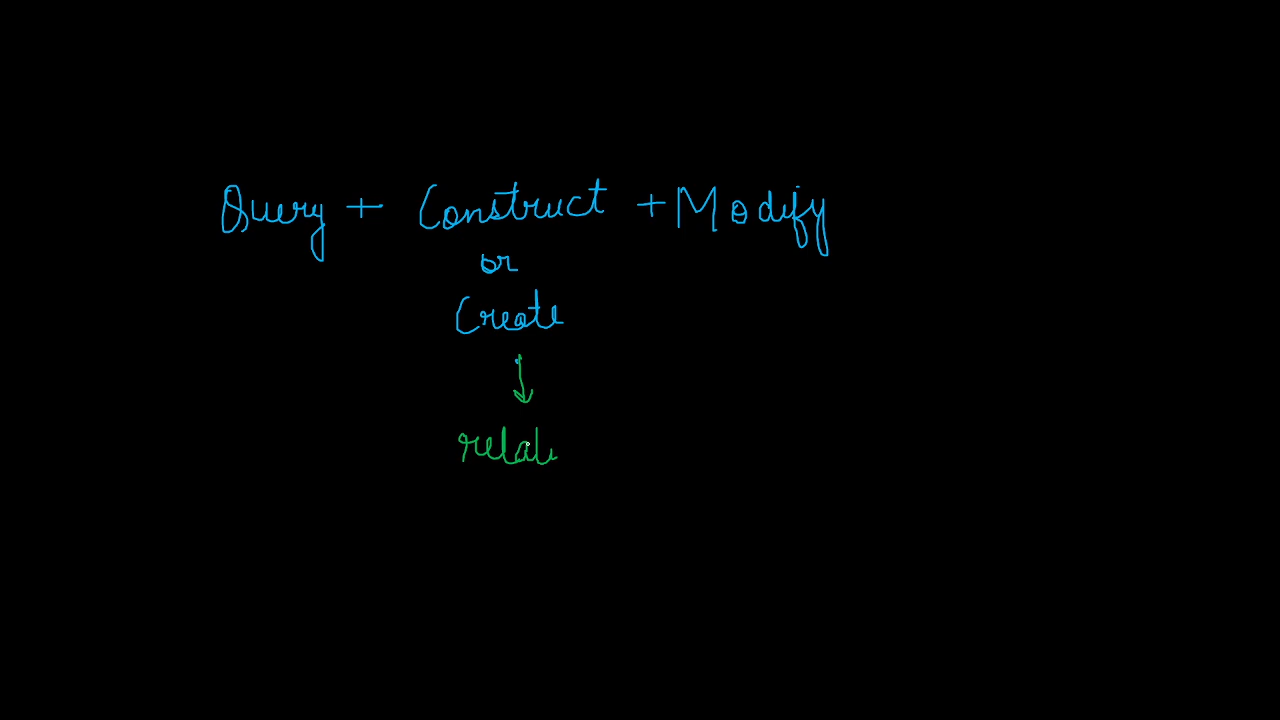 Query + Construct + Modify
or
Create
↓
relati